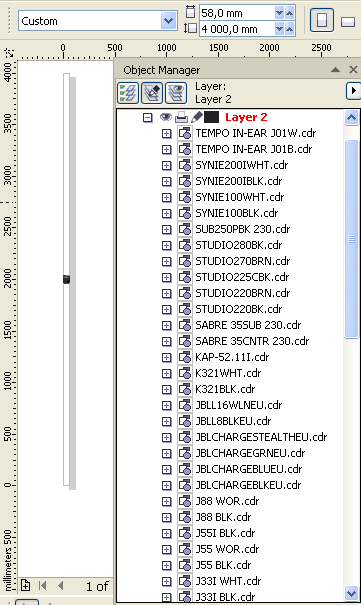 Custom
58,0 mm
4 000,0 mm
0 500 1000 1500 2000 2500
Object Manager
Layer:
Layer 2
Layer 2
TEMPO IN-EAR J01W.cdr
TEMPO IN-EAR J01B.cdr
SYNIE200IWHT.cdr
SYNIE200IBLK.cdr
SYNIE100WHT.cdr
SYNIE100BLK.cdr
SUB250PBK 230.cdr
STUDIO280BK.cdr
STUDIO270BRN.cdr
STUDIO225CBK.cdr
STUDIO220BRN.cdr
STUDIO220BK.cdr
SABRE 35SUB 230.cdr
SABRE 35CNTR 230.cdr
KAP-52.11I.cdr
K321WHT.cdr
K321BLK.cdr
JBLL16WLNEU.cdr
JBLL8BLKEU.cdr
JBLCHARGESTEALTHEU.cdr
JBLCHARGEGRNEU.cdr
JBLCHARGEBLUEU.cdr
JBLCHARGEBLKEU.cdr
J88 WOR.cdr
J88 BLK.cdr
J55I BLK.cdr
J55 WOR.cdr
J55 BLK.cdr
J33I WHT.cdr
J33I BLK.cdr
4000
3500
3000
2500
2000
1500
1000
500
0
500
millimeters
1 of